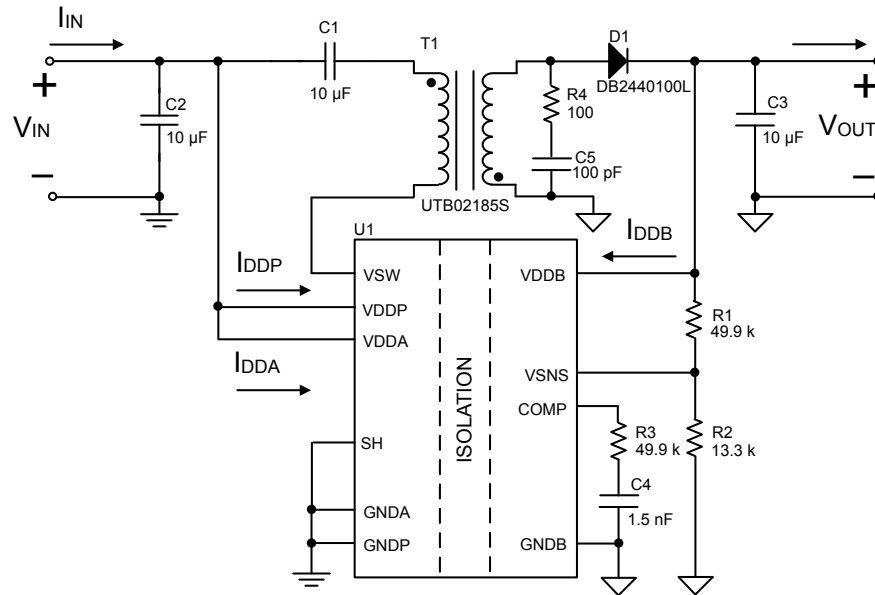 IIN
C1
10 µF
T1
D1
DB2440100L
+
VIN
–
C2
10 µF
R4
100
C5
100 pF
C3
10 µF
+
VOUT
–
UTB02185S
U1
IDDP
IDDA
IDDB
VSW
VDDP
VDDA
SH
GNDA
GNDP
ISOLATION
VDDB
VSNS
COMP
GNDB
R1
49.9 k
R3
49.9 k
R2
13.3 k
C4
1.5 nF